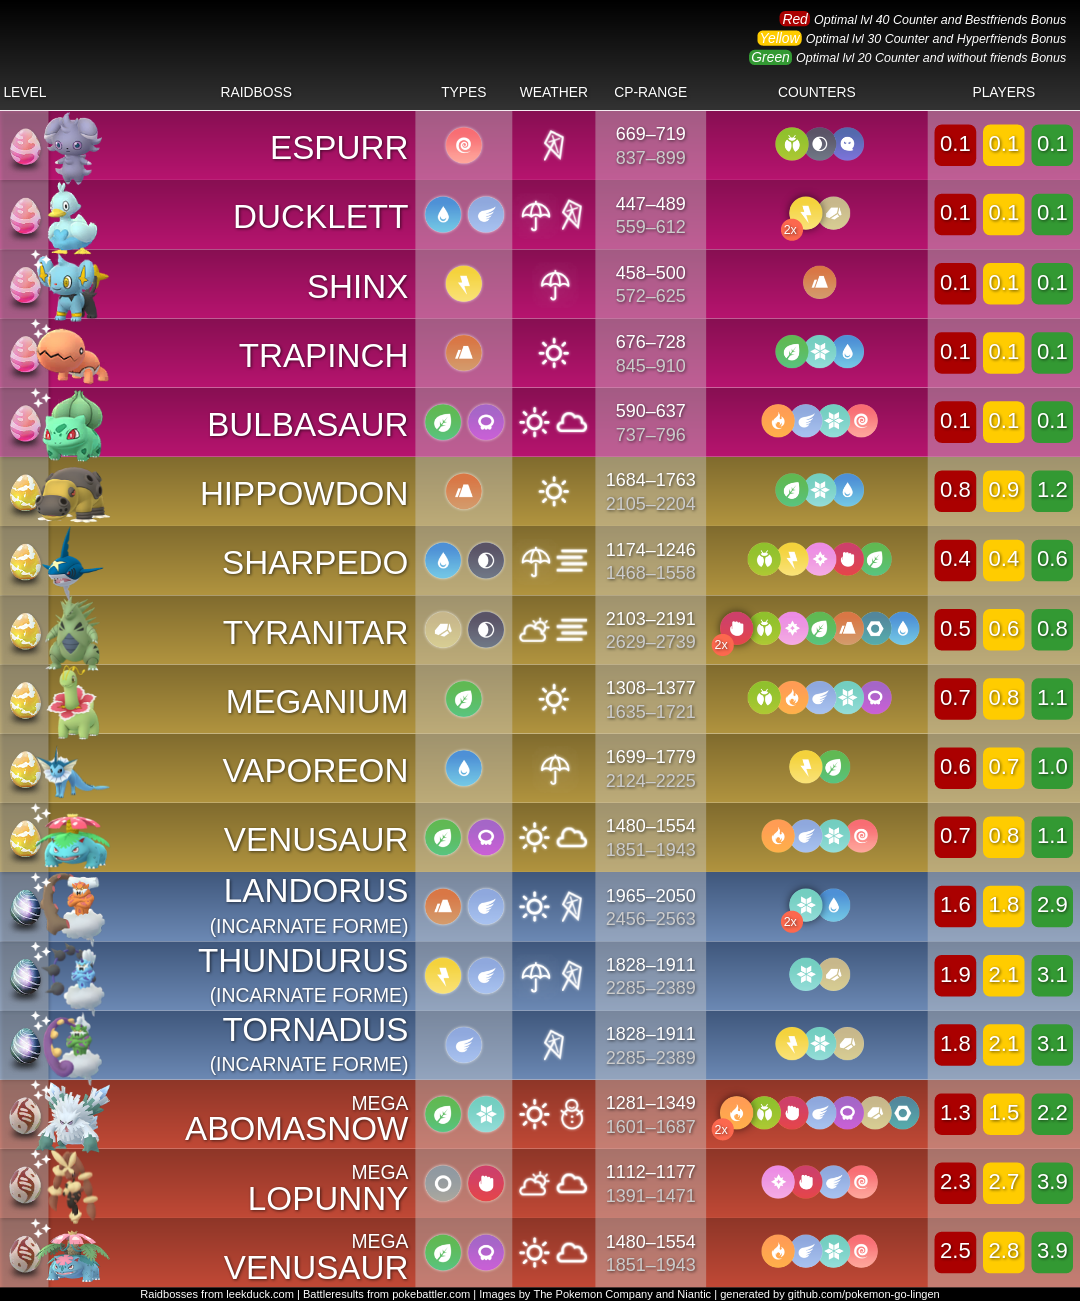 Red Optimal lvl 40 Counter and Bestfriends Bonus
Yellow Optimal lvl 30 Counter and Hyperfriends Bonus
Green Optimal lvl 20 Counter and without friends Bonus
LEVEL RAIDBOSS TYPES WEATHER CP-RANGE COUNTERS PLAYERS
ESPURR 669–719 0.1 0.1 0.1
837–899
DUCKLETT 447–489 0.1 0.1 0.1
559–612 2x
SHINX 458–500 0.1 0.1 0.1
572–625
TRAPINCH 676–728 0.1 0.1 0.1
845–910
BULBASAUR 590–637 0.1 0.1 0.1
737–796
HIPPOWDON 1684–1763 0.8 0.9 1.2
2105–2204
SHARPEDO 1174–1246 0.4 0.4 0.6
1468–1558
TYRANITAR 2103–2191 0.5 0.6 0.8
2629–2739 2x
MEGANIUM 1308–1377 0.7 0.8 1.1
1635–1721
VAPOREON 1699–1779 0.6 0.7 1.0
2124–2225
VENUSAUR 1480–1554 0.7 0.8 1.1
1851–1943
LANDORUS 1965–2050 1.6 1.8 2.9
(INCARNATE FORME) 2456–2563 2x
THUNDURUS 1828–1911 1.9 2.1 3.1
(INCARNATE FORME) 2285–2389
TORNADUS 1828–1911 1.8 2.1 3.1
(INCARNATE FORME) 2285–2389
MEGA 1281–1349 1.3 1.5 2.2
ABOMASNOW 1601–1687 2x
MEGA 1112–1177 2.3 2.7 3.9
LOPUNNY 1391–1471
MEGA 1480–1554 2.5 2.8 3.9
VENUSAUR 1851–1943
Raidbosses from leekduck.com | Battleresults from pokebattler.com | Images by The Pokemon Company and Niantic | generated by github.com/pokemon-go-lingen